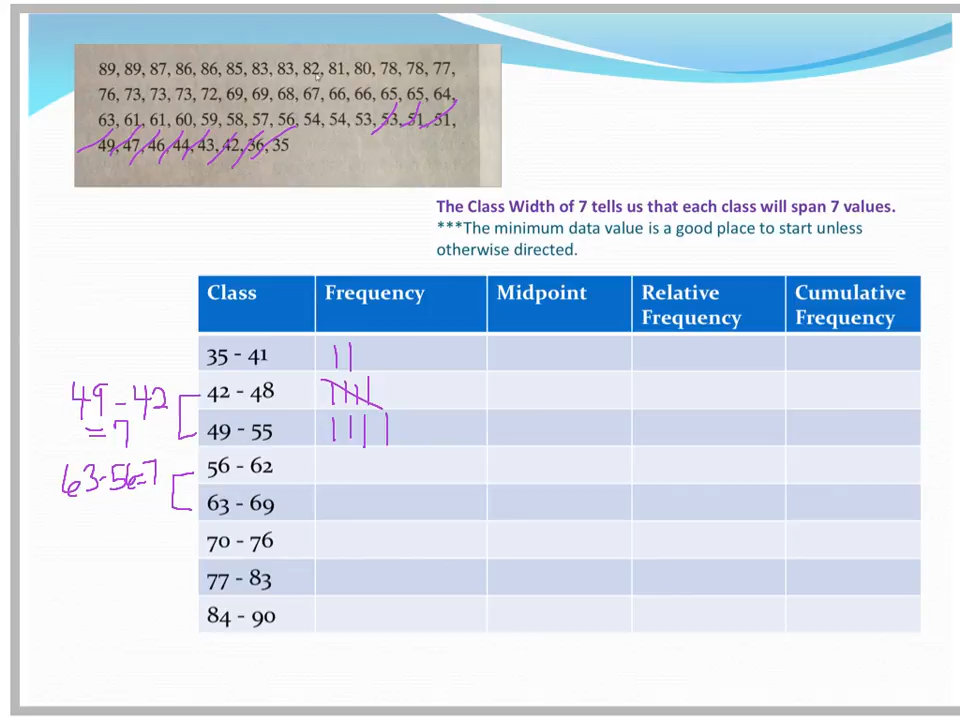 89, 89, 87, 86, 86, 85, 83, 83, 82, 81, 80, 78, 78, 77,
76, 73, 73, 73, 72, 69, 69, 68, 67, 66, 66, 65, 65, 64,
63, 61, 61, 60, 59, 58, 57, 56, 54, 54, 53, 53, 51, 51,
49, 47, 46, 44, 43, 42, 36, 35
The Class Width of 7 tells us that each class will span 7 values.
***The minimum data value is a good place to start unless
otherwise directed.
Class Frequency Midpoint Relative Frequency Cumulative Frequency
35 - 41
42 - 48
49 - 55
56 - 62
63 - 69
70 - 76
77 - 83
84 - 90
49 - 42
= 7
63-56=7